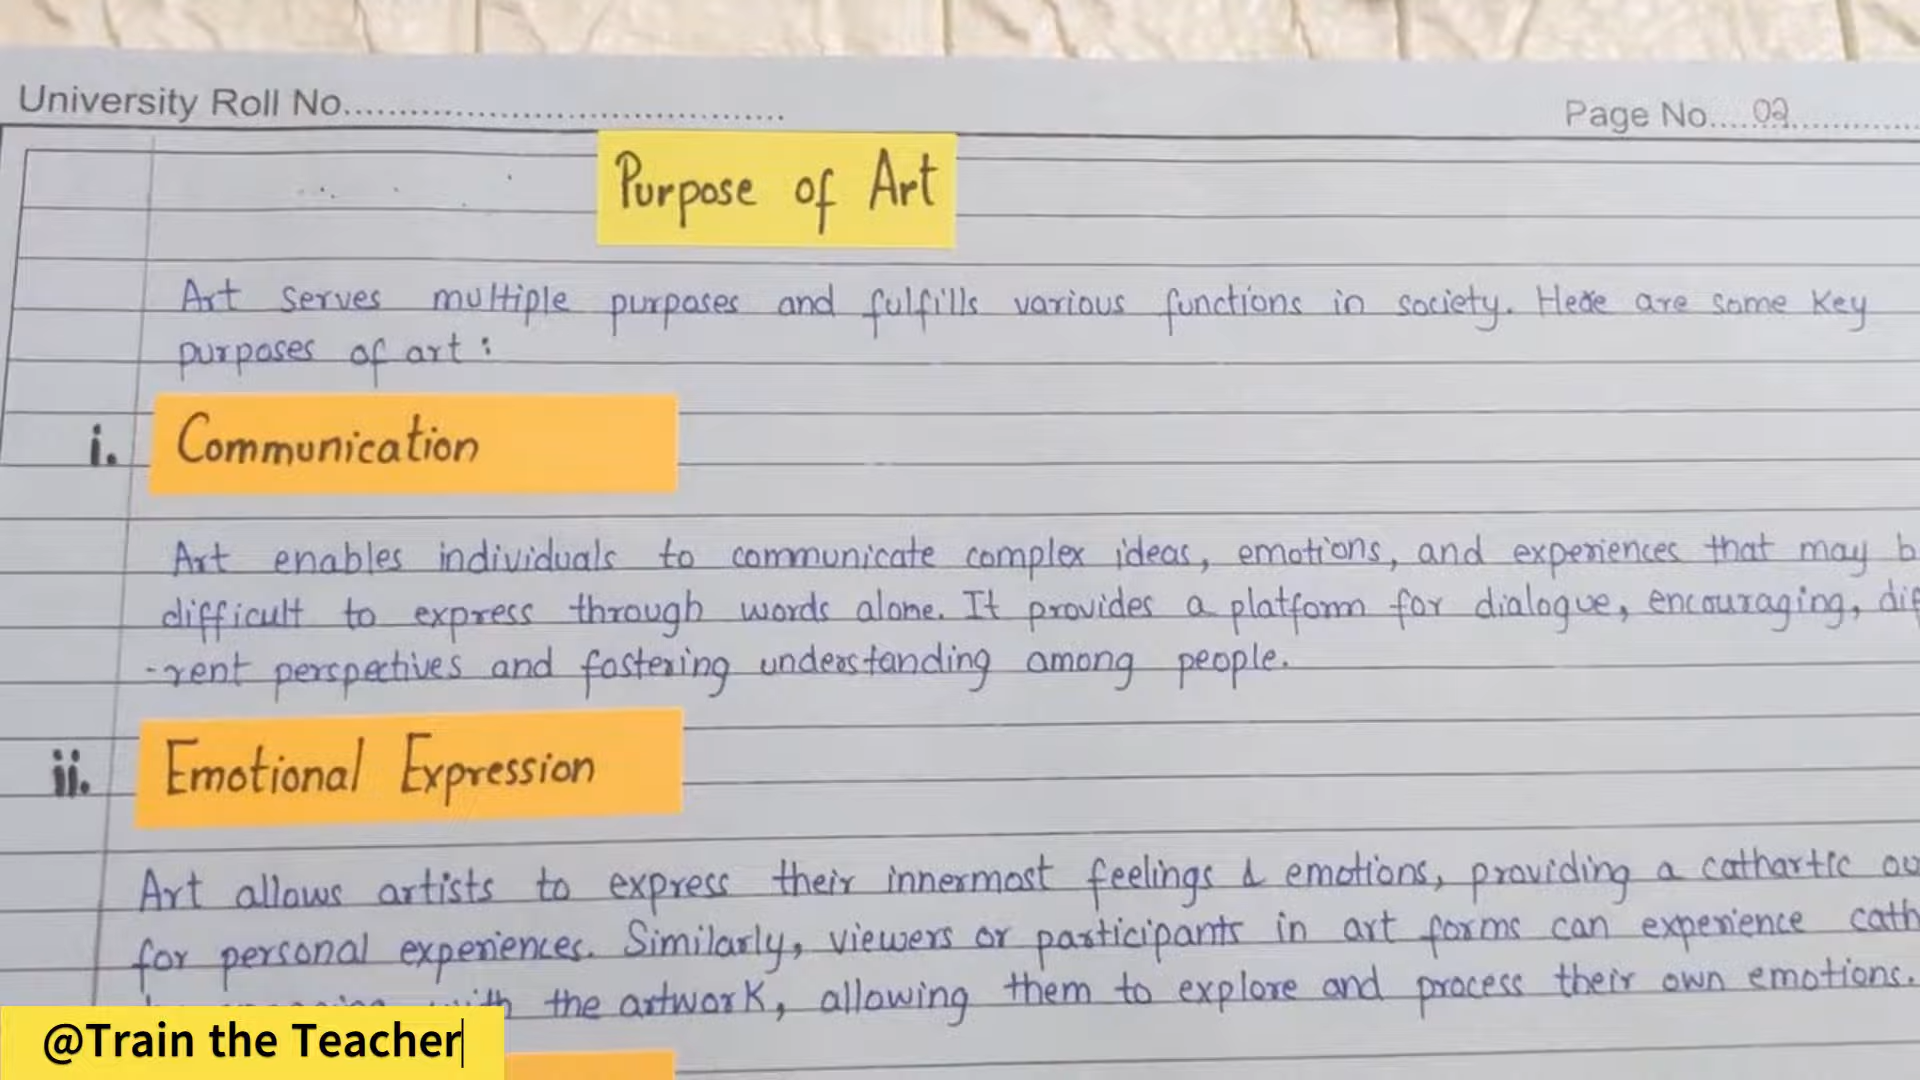 University Roll No.
Page No. 02
Purpose of Art
Art serves multiple purposes and fulfills various functions in society. Here are some Key
purposes of art :
i. Communication
Art enables individuals to communicate complex ideas, emotions, and experiences that may
difficult to express through words alone. It provides a platform for dialogue, encouraging,
-rent perspectives and fostering understanding among people.
ii. Emotional Expression
Art allows artists to express their innermost feelings & emotions, providing a cathartic
for personal experiences. Similarly, viewers or participants in art forms can experience
with the artwork, allowing them to explore and process their own emotions.
@Train the Teacher